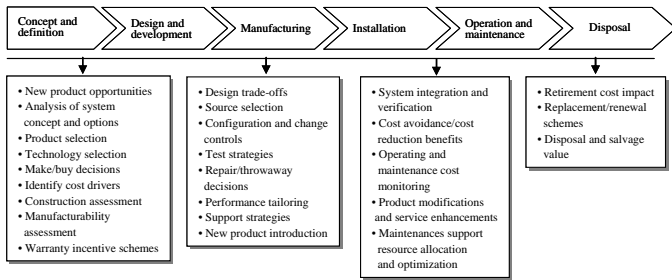 Concept and
definition
Design and
development
Manufacturing
Installation
Operation and
maintenance
Disposal
• New product opportunities
• Analysis of system
concept and options
• Product selection
• Technology selection
• Make/buy decisions
• Identify cost drivers
• Construction assessment
• Manufacturability
assessment
• Warranty incentive schemes
• Design trade-offs
• Source selection
• Configuration and change
controls
• Test strategies
• Repair/throwaway
decisions
• Performance tailoring
• Support strategies
• New product introduction
• System integration and
verification
• Cost avoidance/cost
reduction benefits
• Operating and
maintenance cost
monitoring
• Product modifications
and service enhancements
• Maintenances support
resource allocation
and optimization
• Retirement cost impact
• Replacement/renewal
schemes
• Disposal and salvage
value